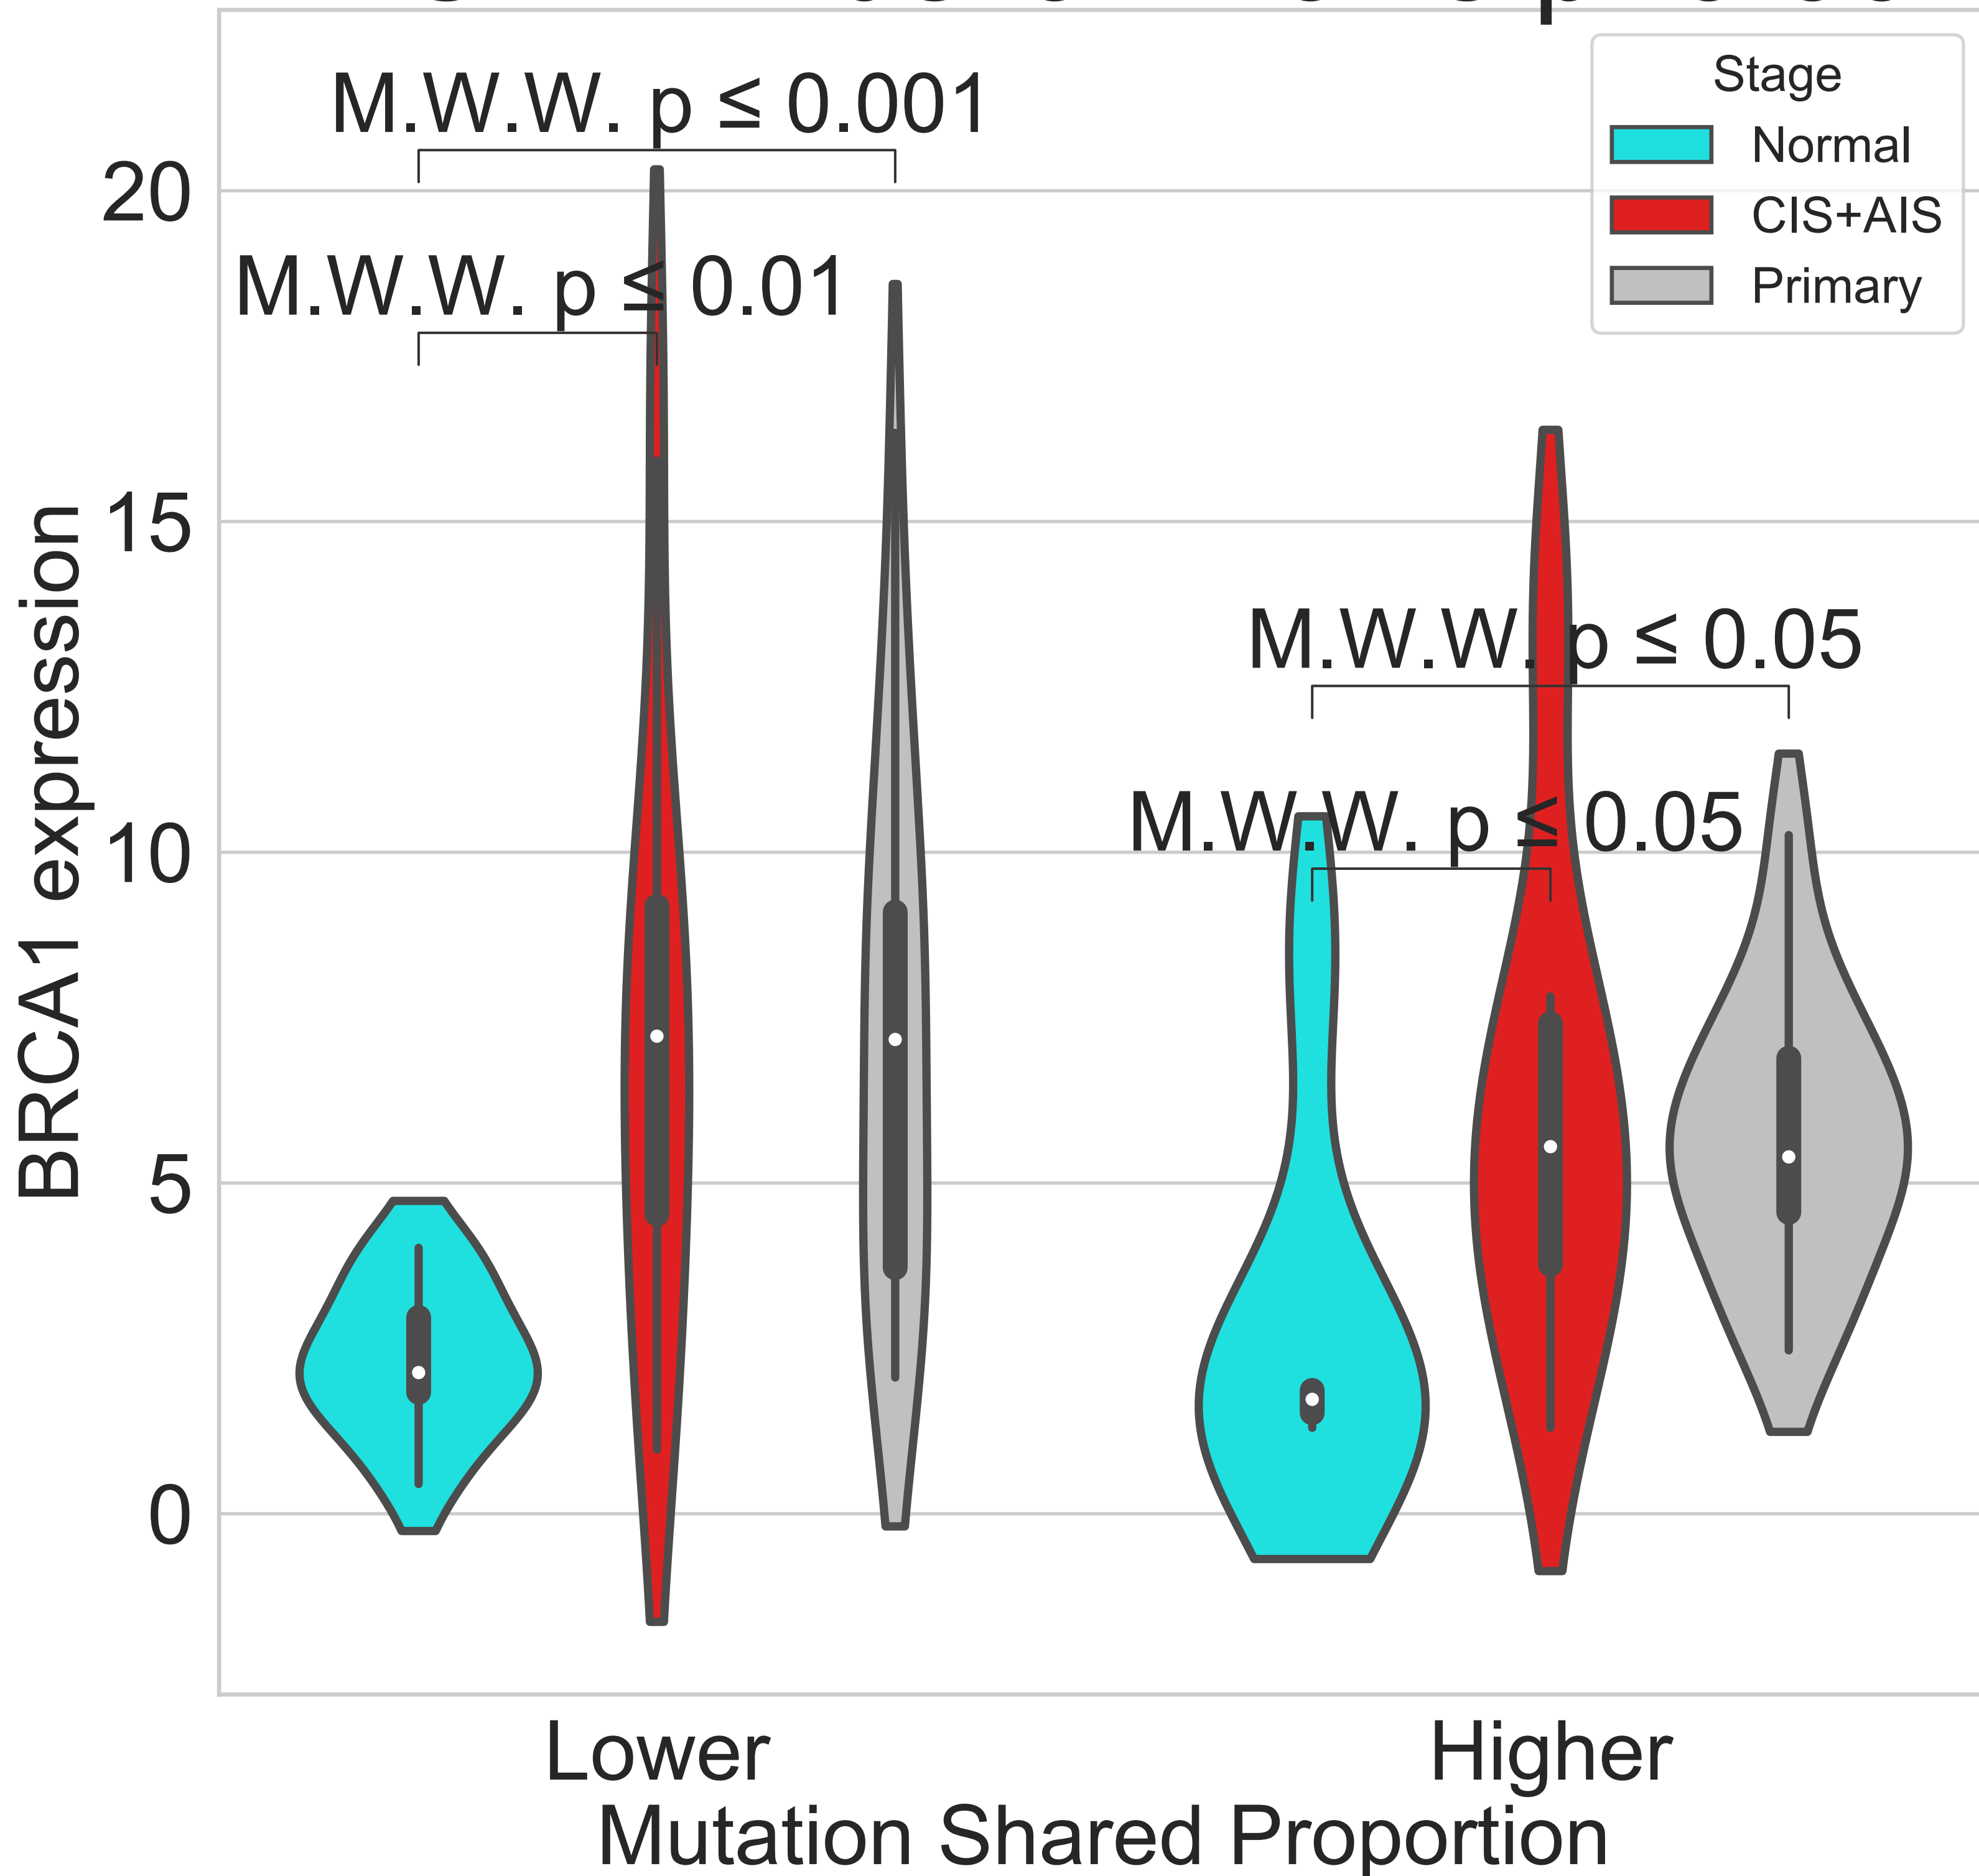 Stage
Normal
CIS+AIS
Primary
M.W.W. p ≤ 0.001
M.W.W. p ≤ 0.01
M.W.W. p ≤ 0.05
M.W.W. p ≤ 0.05
BRCA1 expression
20
15
10
5
0
Lower
Higher
Mutation Shared Proportion